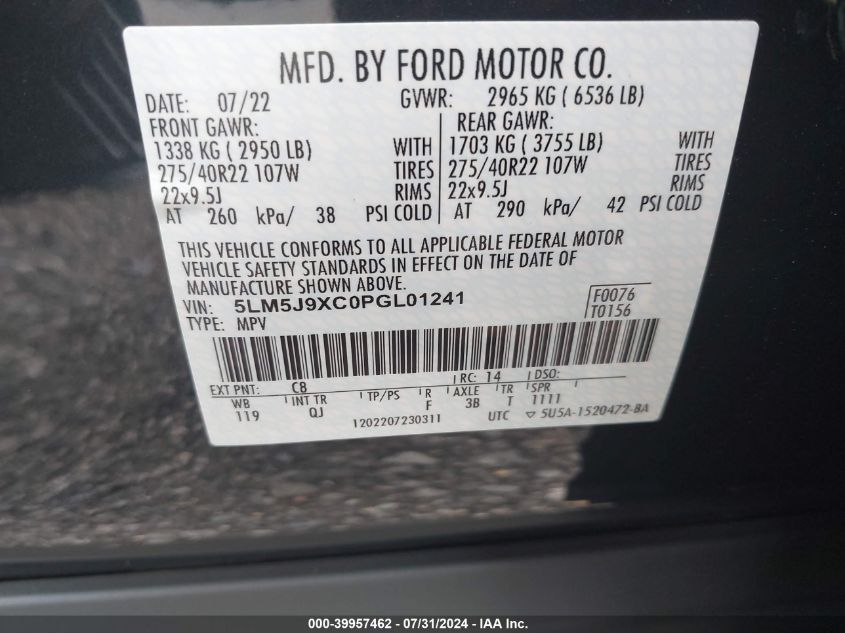 MFD. BY FORD MOTOR CO.
DATE: 07/22 GVWR: 2965 KG ( 6536 LB)
FRONT GAWR: REAR GAWR:
1338 KG ( 2950 LB) WITH 1703 KG ( 3755 LB) WITH
275/40R22 107W TIRES 275/40R22 107W TIRES
22x9.5J RIMS 22x9.5J RIMS
AT 260 kPa/ 38 PSI COLD AT 290 kPa/ 42 PSI COLD
THIS VEHICLE CONFORMS TO ALL APPLICABLE FEDERAL MOTOR
VEHICLE SAFETY STANDARDS IN EFFECT ON THE DATE OF
MANUFACTURE SHOWN ABOVE.
VIN: 5LM5J9XC0PGL01241 F0076
TYPE: MPV T0156
EXT PNT: C8 RC: 14 DSO:
WB INT TR TP/PS R AXLE TR SPR
119 QJ F 3B T 1111
1202207230311 UTC ▽ 5U5A-1520472-BA
000-39957462 - 07/31/2024 - IAA Inc.